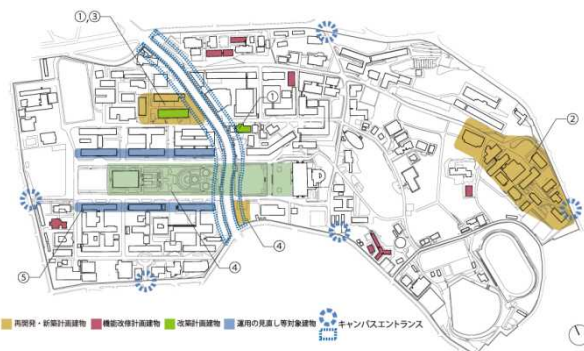 ①,③
①
②
④
④
⑤
再開発・新築計画建物
機能改修計画建物
改築計画建物
運用の見直し等対象建物
キャンパスエントランス